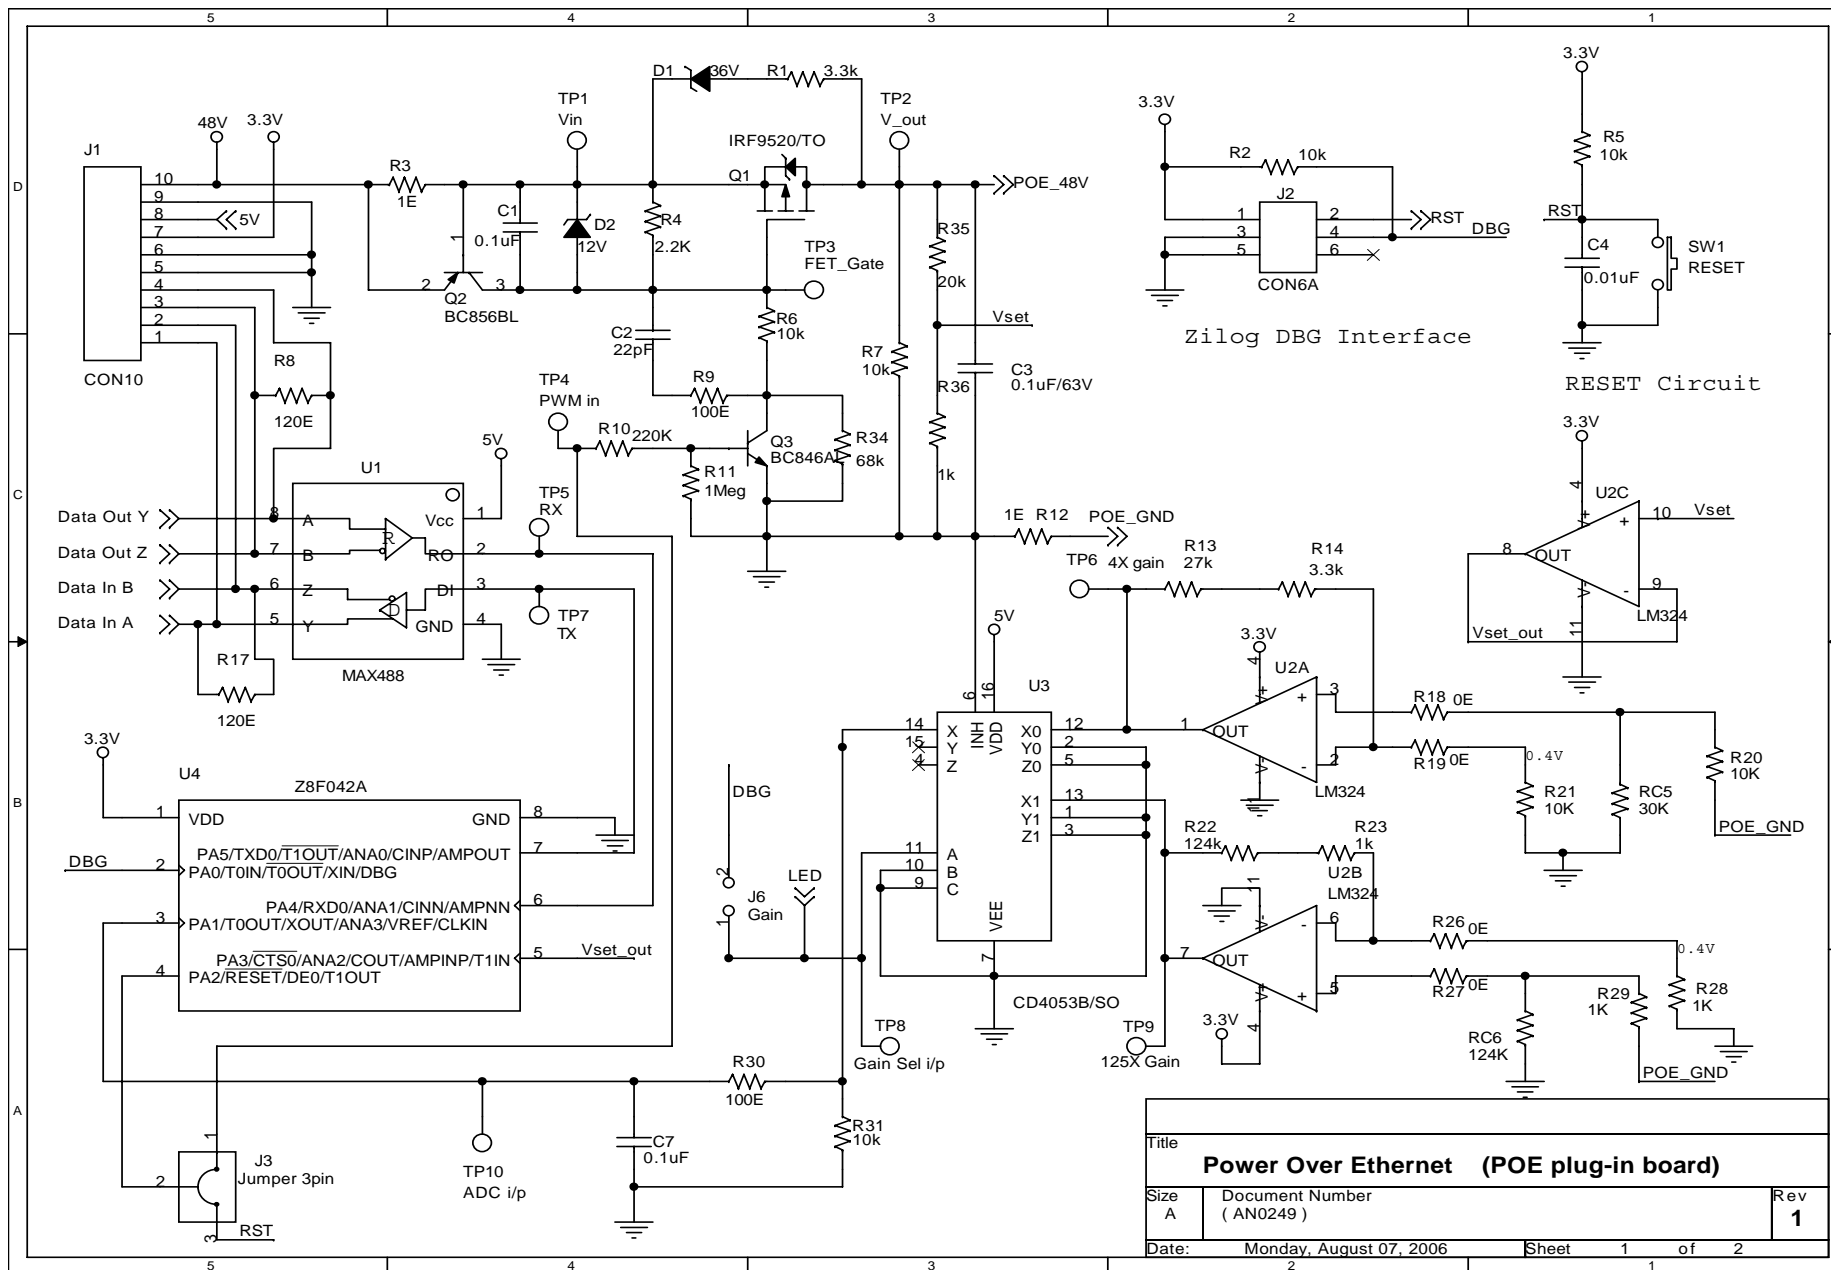 5 4 3 2 1
D
C
B
A
J1
CON10
10
9
8
7
6
5
4
3
2
1
48V
3.3V
5V
R3
1E
TP1
Vin
D1
36V
R1
3.3k
IRF9520/TO
Q1
TP2
V_out
POE_48V
C1
0.1uF
D2
12V
R4
2.2K
1
2
3
Q2
BC856BL
TP3
FET_Gate
R6
10k
R35
20k
Vset
C2
22pF
R7
10k
R36
1k
C3
0.1uF/63V
R8
120E
R9
100E
TP4
PWM in
R10
220K
R11
1Meg
Q3
BC846AL
R34
68k
1E R12
POE_GND
3.3V
R2
10k
J2
1
3
5
2
4
6
RST
DBG
CON6A
Zilog DBG Interface
3.3V
R5
10k
RST
C4
0.01uF
SW1
RESET
RESET Circuit
3.3V
4
U2C
10
Vset
8
OUT
V+
+
9
-
V-
LM324
Vset_out
11
Data Out Y
Data Out Z
Data In B
Data In A
U1
8
7
6
5
A
B
Z
Y
R
D
Vcc
RO
DI
GND
1
2
3
4
5V
MAX488
TP5
RX
TP7
TX
R17
120E
TP6
4X gain
R13
27k
R14
3.3k
5V
3.3V
4
U2A
1
OUT
V+
+
3
-
2
V-
11
LM324
R18 0E
R19 0E
0.4V
R21
10K
RC5
30K
R20
10K
POE_GND
U3
6
16
INH
VDD
14
15
4
X
Y
Z
X0
Y0
Z0
12
2
5
X1
Y1
Z1
13
1
3
11
10
9
A
B
C
VEE
7
CD4053B/SO
R22
124k
R23
1k
U2B
LM324
11
V-
-
6
7
OUT
V+
+
5
3.3V
4
R26 0E
R27 0E
0.4V
R28
1K
R29
1K
RC6
124K
POE_GND
TP9
125X Gain
3.3V
U4
Z8F042A
1
VDD
GND
8
PA5/TXD0/T1OUT/ANA0/CINP/AMPOUT
7
DBG
2
PA0/T0IN/T0OUT/XIN/DBG
PA4/RXD0/ANA1/CINN/AMPNN
6
3
PA1/T0OUT/XOUT/ANA3/VREF/CLKIN
PA3/CTS0/ANA2/COUT/AMPINP/T1IN
5
Vset_out
4
PA2/RESET/DE0/T1OUT
DBG
2
1
J6
Gain
LED
TP8
Gain Sel i/p
R30
100E
R31
10k
C7
0.1uF
TP10
ADC i/p
1
2
3
J3
Jumper 3pin
RST
Title
Power Over Ethernet (POE plug-in board)
Size
A
Document Number
( AN0249 )
Rev
1
Date: Monday, August 07, 2006 Sheet 1 of 2
5 4 3 2 1